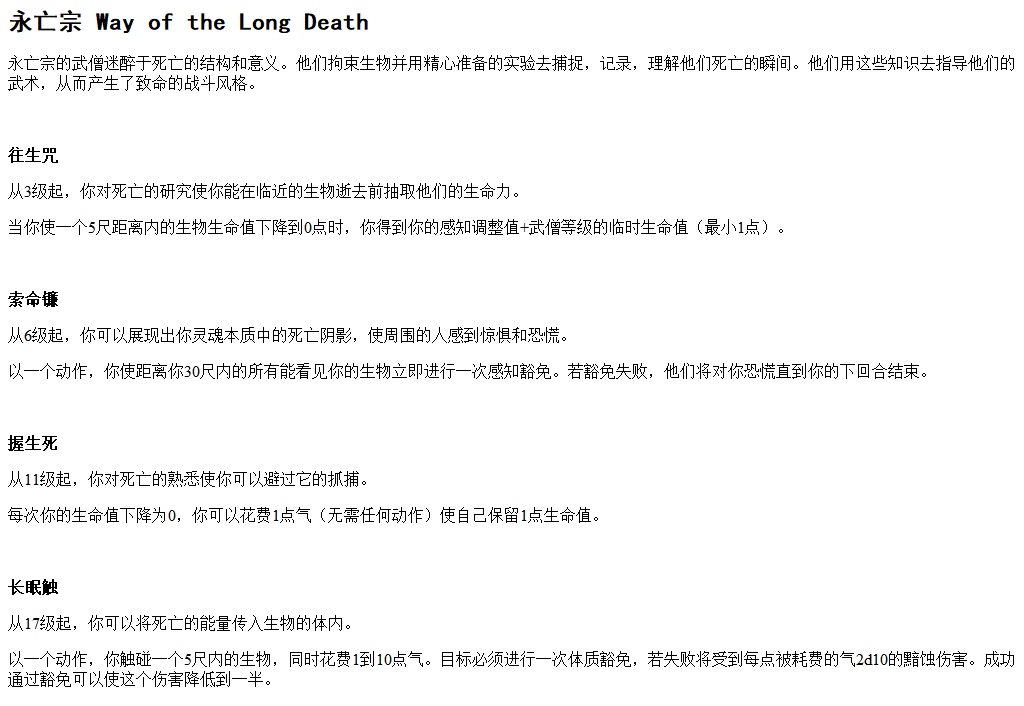 永亡宗 Way of the Long Death
永亡宗的武僧迷醉于死亡的结构和意义。他们拘束生物并用精心准备的实验去捕捉，记录，理解他们死亡的瞬间。他们用这些知识去指导他们的
武术，从而产生了致命的战斗风格。
往生咒
从3级起，你对死亡的研究使你能在临近的生物逝去前抽取他们的生命力。
当你使一个5尺距离内的生物生命值下降到0点时，你得到你的感知调整值+武僧等级的临时生命值（最小1点）。
索命镰
从6级起，你可以展现出你灵魂本质中的死亡阴影，使周围的人感到惊惧和恐慌。
以一个动作，你使距离你30尺内的所有能看见你的生物立即进行一次感知豁免。若豁免失败，他们将对你恐慌直到你的下回合结束。
握生死
从11级起，你对死亡的熟悉使你可以避过它的抓捕。
每次你的生命值下降为0，你可以花费1点气（无需任何动作）使自己保留1点生命值。
长眠触
从17级起，你可以将死亡的能量传入生物的体内。
以一个动作，你触碰一个5尺内的生物，同时花费1到10点气。目标必须进行一次体质豁免，若失败将受到每点被耗费的气2d10的黯蚀伤害。成功
通过豁免可以使这个伤害降低到一半。